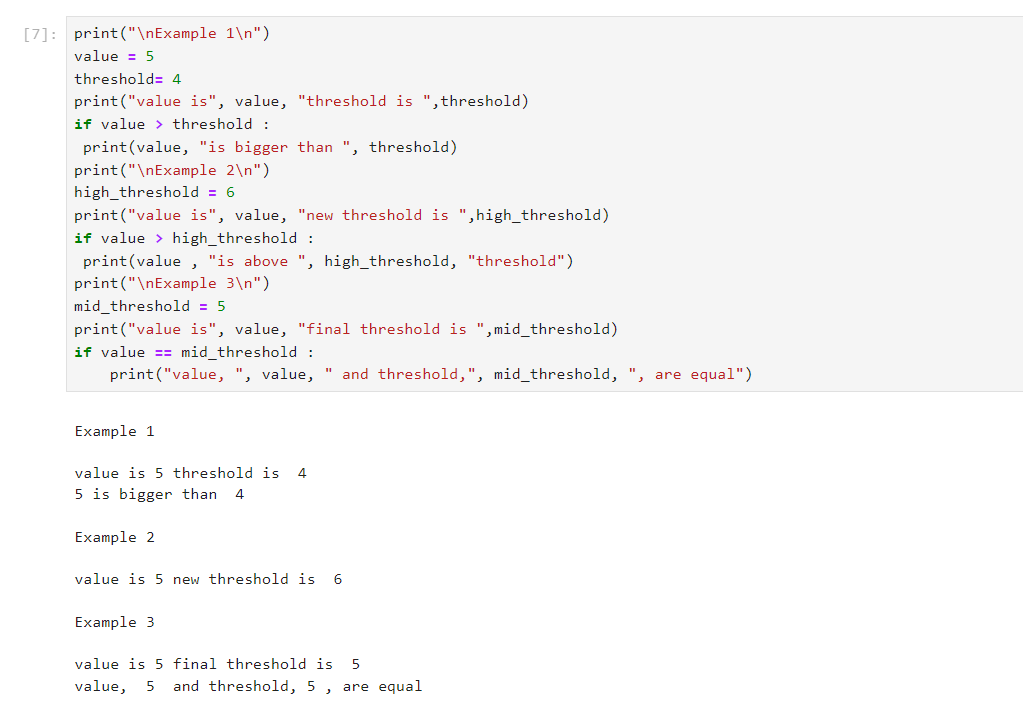 [7]: print("\nExample 1\n")
value = 5
threshold= 4
print("value is", value, "threshold is ",threshold)
if value > threshold :
 print(value, "is bigger than ", threshold)
print("\nExample 2\n")
high_threshold = 6
print("value is", value, "new threshold is ",high_threshold)
if value > high_threshold :
 print(value , "is above ", high_threshold, "threshold")
print("\nExample 3\n")
mid_threshold = 5
print("value is", value, "final threshold is ",mid_threshold)
if value == mid_threshold :
    print("value, ", value, " and threshold,", mid_threshold, ", are equal")
Example 1
value is 5 threshold is  4
5 is bigger than  4
Example 2
value is 5 new threshold is  6
Example 3
value is 5 final threshold is  5
value,  5  and threshold, 5 , are equal